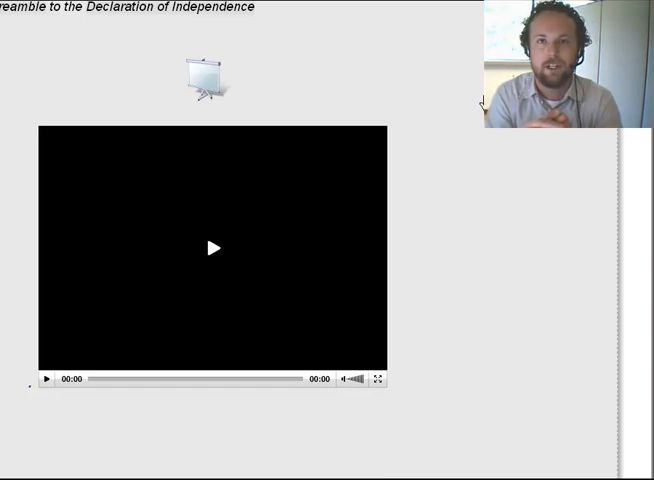 reamble to the Declaration of Independence
00:00 00:00